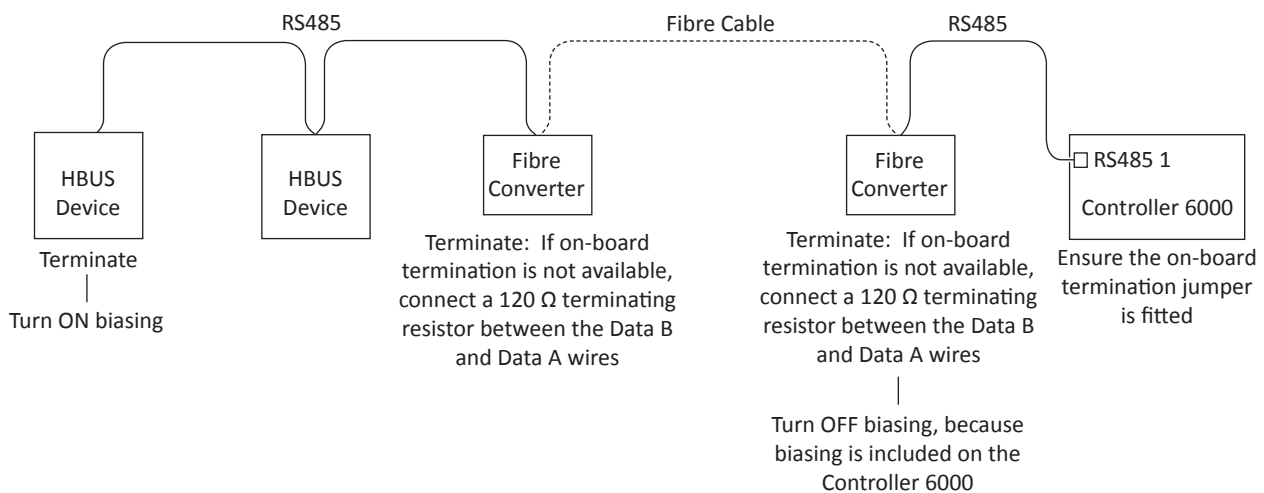 RS485
Fibre Cable
RS485
HBUS
Device
HBUS
Device
Fibre
Converter
Fibre
Converter
RS485 1
Controller 6000
Terminate
Turn ON biasing
Terminate: If on-board
termination is not available,
connect a 120 Ω terminating
resistor between the Data B
and Data A wires
Terminate: If on-board
termination is not available,
connect a 120 Ω terminating
resistor between the Data B
and Data A wires
Turn OFF biasing, because
biasing is included on the
Controller 6000
Ensure the on-board
termination jumper
is fitted